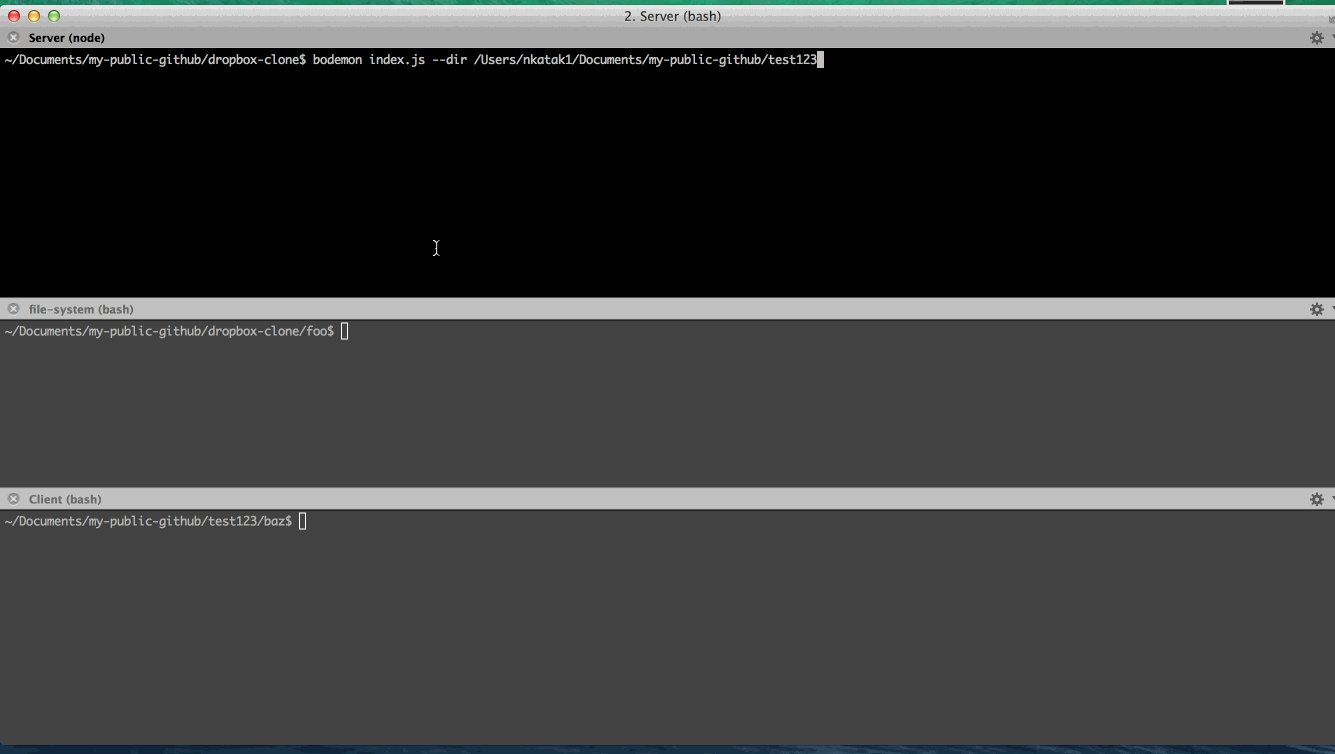 2. Server (bash)
Server (node)
~/Documents/my-public-github/dropbox-clone$ bodemon index.js --dir /Users/nkatak1/Documents/my-public-github/test123
file-system (bash)
~/Documents/my-public-github/dropbox-clone/foo$
Client (bash)
~/Documents/my-public-github/test123/baz$